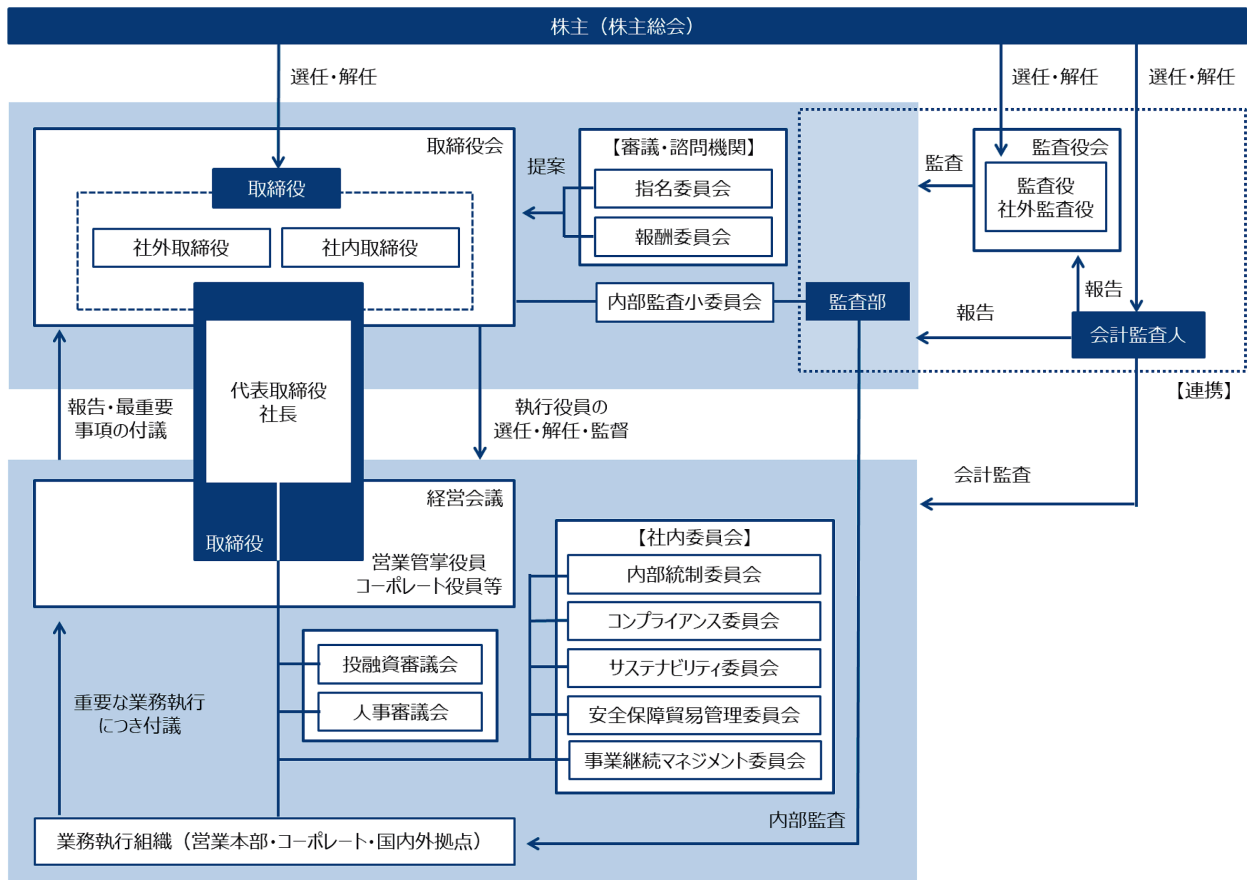 株主（株主総会）
選任・解任
選任・解任
選任・解任
取締役会
取締役
社外取締役
社内取締役
【審議・諮問機関】
指名委員会
報酬委員会
提案
監査役会
監査役
社外監査役
監査
内部監査小委員会
監査部
報告
報告
会計監査人
【連携】
代表取締役
社長
報告・最重要
事項の付議
執行役員の
選任・解任・監督
会計監査
経営会議
取締役
営業管掌役員
コーポレート役員等
【社内委員会】
内部統制委員会
コンプライアンス委員会
サステナビリティ委員会
安全保障貿易管理委員会
事業継続マネジメント委員会
投融資審議会
人事審議会
重要な業務執行
につき付議
内部監査
業務執行組織（営業本部・コーポレート・国内外拠点）